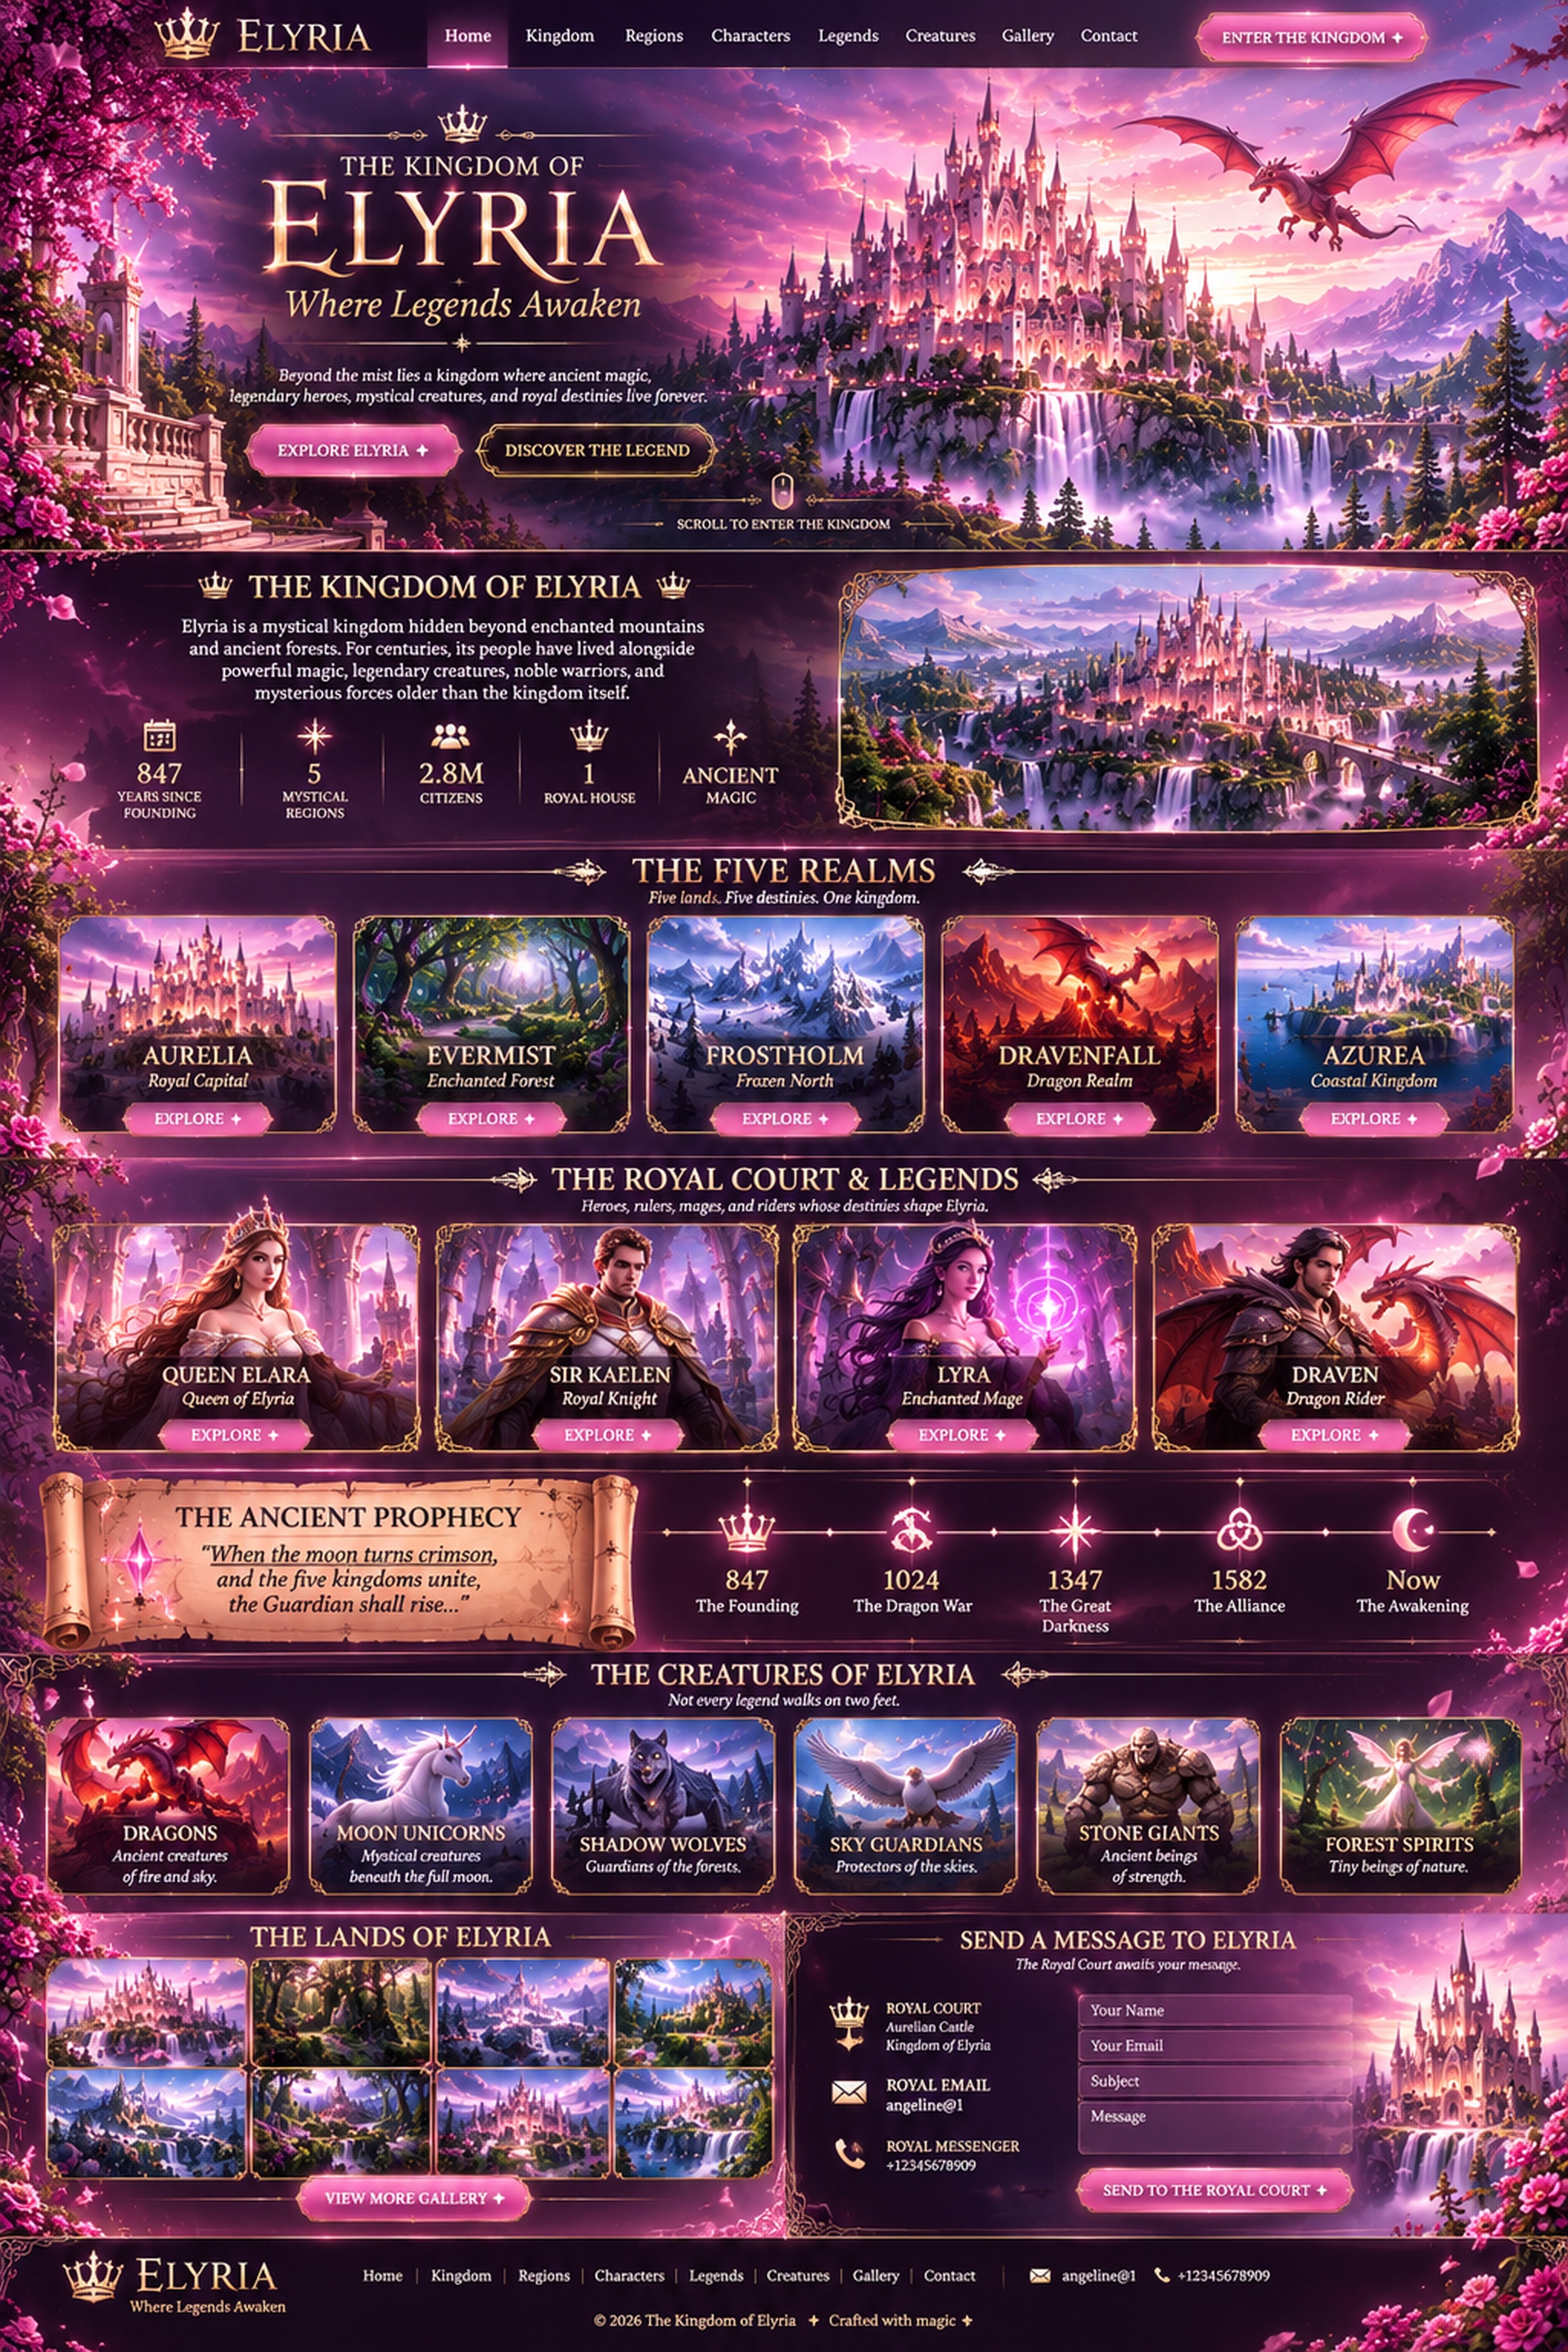 ELYRIA
Home
Kingdom
Regions
Characters
Legends
Creatures
Gallery
Contact
ENTER THE KINGDOM
THE KINGDOM OF
ELYRIA
Where Legends Awaken
Beyond the mist lies a kingdom where ancient magic,
legendary heroes, mystical creatures, and royal destinies live forever.
EXPLORE ELYRIA
DISCOVER THE LEGEND
SCROLL TO ENTER THE KINGDOM
THE KINGDOM OF ELYRIA
Elyria is a mystical kingdom hidden beyond enchanted mountains
and ancient forests. For centuries, its people have lived alongside
powerful magic, legendary creatures, noble warriors, and
mysterious forces older than the kingdom itself.
847
YEARS SINCE
FOUNDING
5
MYSTICAL
REGIONS
2.8M
CITIZENS
1
ROYAL HOUSE
ANCIENT
MAGIC
THE FIVE REALMS
Five lands. Five destinies. One kingdom.
AURELIA
Royal Capital
EXPLORE
EVERMIST
Enchanted Forest
EXPLORE
FROSTHOLM
Frozen North
EXPLORE
DRAVENFALL
Dragon Realm
EXPLORE
AZUREA
Coastal Kingdom
EXPLORE
THE ROYAL COURT & LEGENDS
Heroes, rulers, mages, and riders whose destinies shape Elyria.
QUEEN ELARA
Queen of Elyria
EXPLORE
SIR KAELEN
Royal Knight
EXPLORE
LYRA
Enchanted Mage
EXPLORE
DRAVEN
Dragon Rider
EXPLORE
THE ANCIENT PROPHECY
"When the moon turns crimson,
and the five kingdoms unite,
the Guardian shall rise..."
847
The Founding
1024
The Dragon War
1347
The Great
Darkness
1582
The Alliance
Now
The Awakening
THE CREATURES OF ELYRIA
Not every legend walks on two feet.
DRAGONS
Ancient creatures
of fire and sky.
MOON UNICORNS
Mystical creatures
beneath the full moon.
SHADOW WOLVES
Guardians of the forests.
SKY GUARDIANS
Protectors of the skies.
STONE GIANTS
Ancient beings
of strength.
FOREST SPIRITS
Tiny beings of nature.
THE LANDS OF ELYRIA
VIEW MORE GALLERY
SEND A MESSAGE TO ELYRIA
The Royal Court awaits your message.
ROYAL COURT
Aurelian Castle
Kingdom of Elyria
ROYAL EMAIL
angeline@1
ROYAL MESSENGER
+12345678909
Your Name
Your Email
Subject
Message
SEND TO THE ROYAL COURT
ELYRIA
Where Legends Awaken
Home | Kingdom | Regions | Characters | Legends | Creatures | Gallery | Contact
angeline@1
+12345678909
© 2026 The Kingdom of Elyria ✦ Crafted with magic ✦